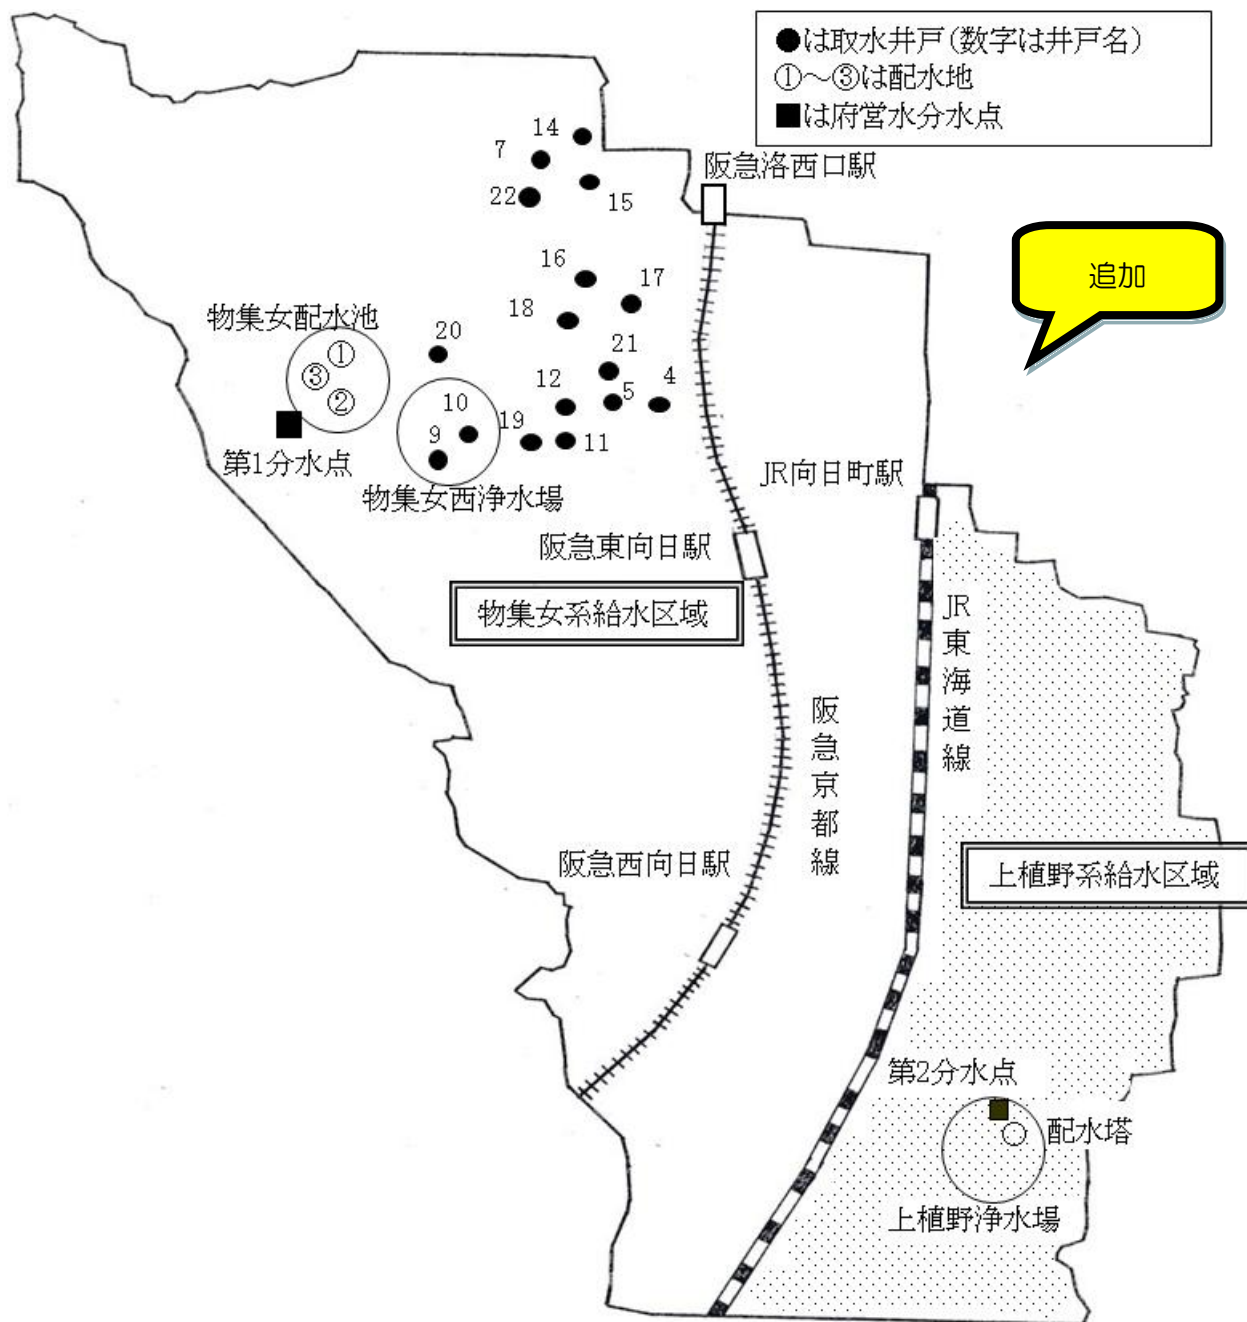 ●は取水井戸(数字は井戸名)
①～③は配水地
■は府営水分水点
14
7
阪急洛西口駅
22
15
追加
16
17
物集女配水池
18
20
21
①
③
②
12
5
4
10
19
9
11
第1分水点
JR向日町駅
物集女西浄水場
阪急東向日駅
物集女系給水区域
JR東海道線
阪急京都線
阪急西向日駅
上植野系給水区域
第2分水点
配水塔
上植野浄水場